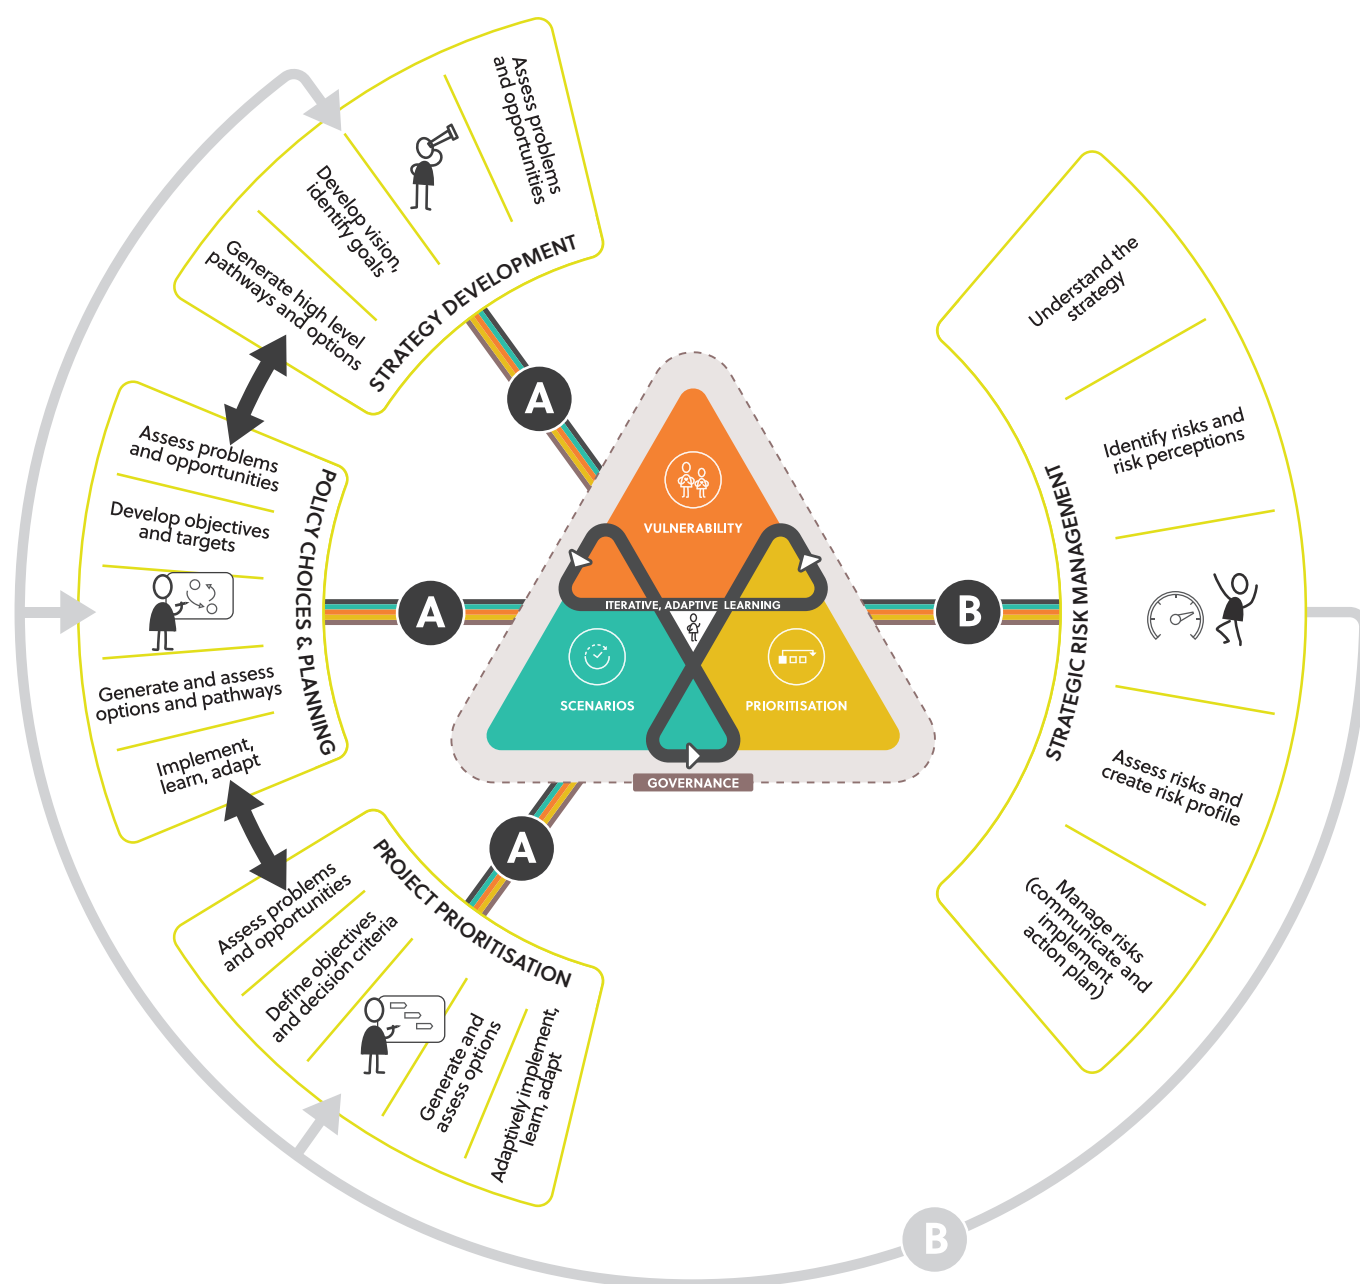 Assess problems
and opportunities
Develop vision,
identify goals
Generate high level
pathways and options
STRATEGY DEVELOPMENT
Assess problems
and opportunities
Develop objectives
and targets
Generate and assess
options and pathways
Implement,
learn, adapt
POLICY CHOICES & PLANNING
Assess problems
and opportunities
Define objectives
and decision criteria
Generate and
assess options
Adaptively implement,
learn, adapt
PROJECT PRIORITISATION
A
A
A
VULNERABILITY
ITERATIVE, ADAPTIVE LEARNING
SCENARIOS
PRIORITISATION
GOVERNANCE
B
STRATEGIC RISK MANAGEMENT
Understand the
strategy
Identify risks and
risk perceptions
Assess risks and
create risk profile
Manage risks
(communicate and
implement
action plan)
B